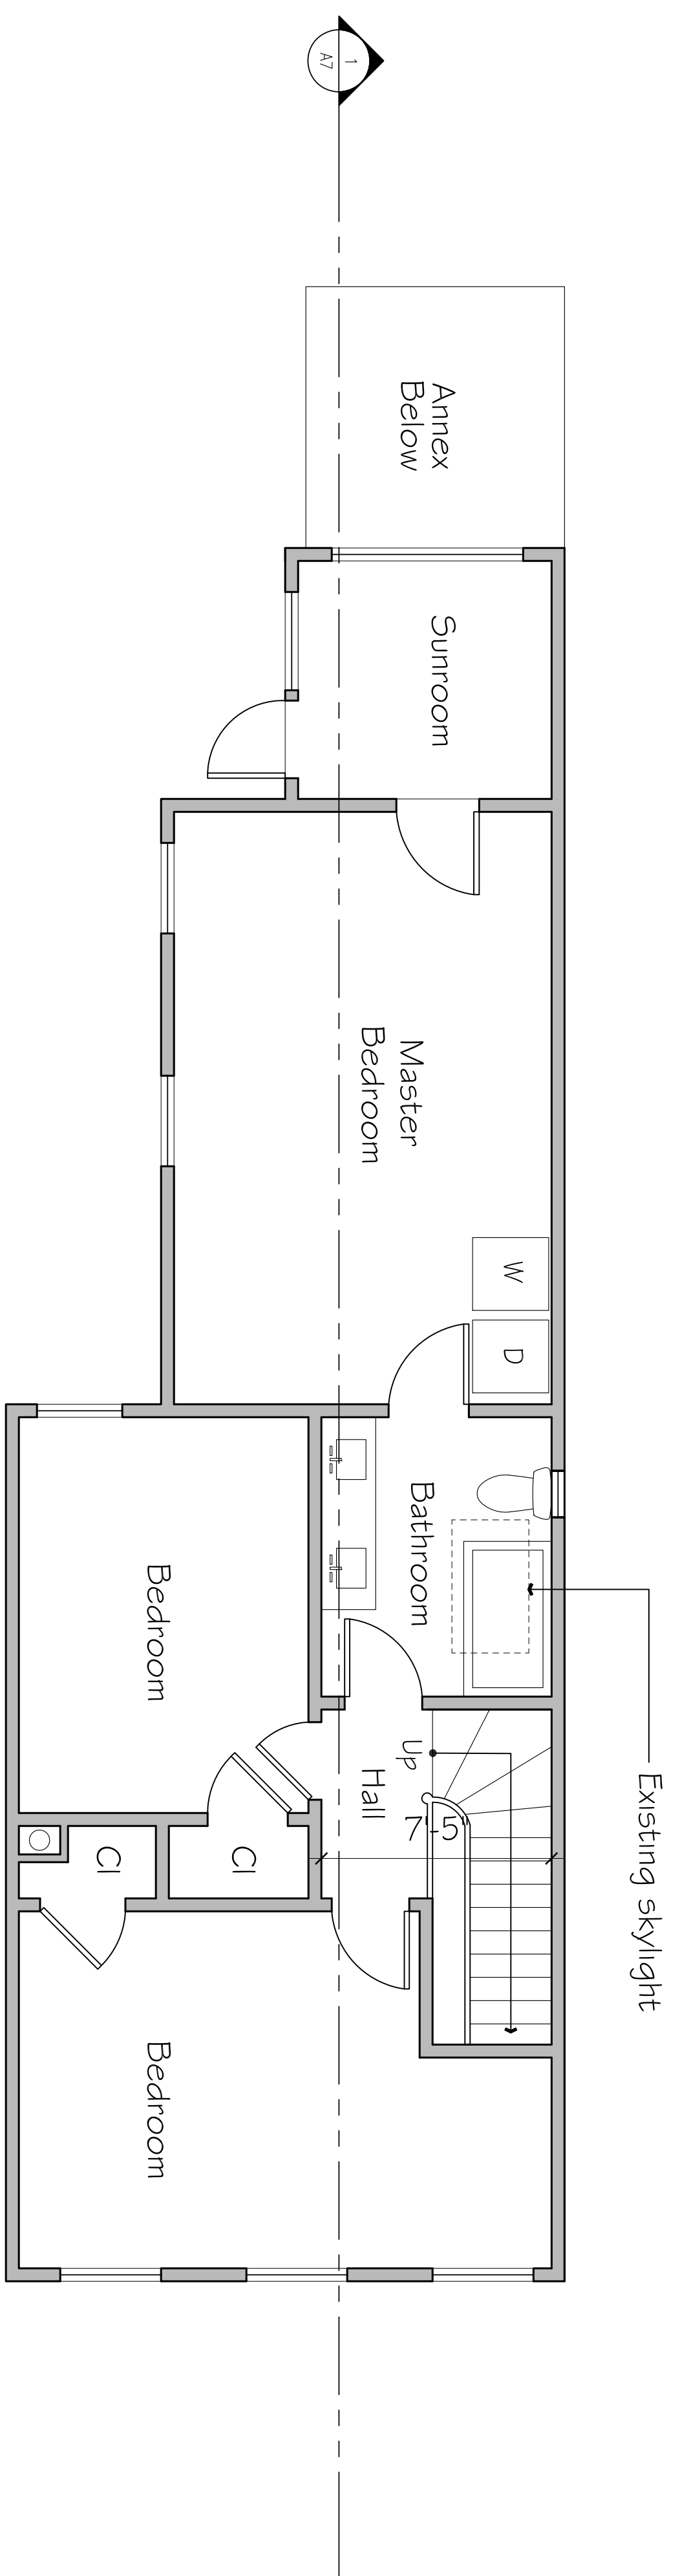 1
A7
Annex
Below
Sunroom
Master
Bedroom
W
D
Bathroom
Bedroom
Up
Hall
7'-5"
Existing skylight
Cl
Cl
Bedroom